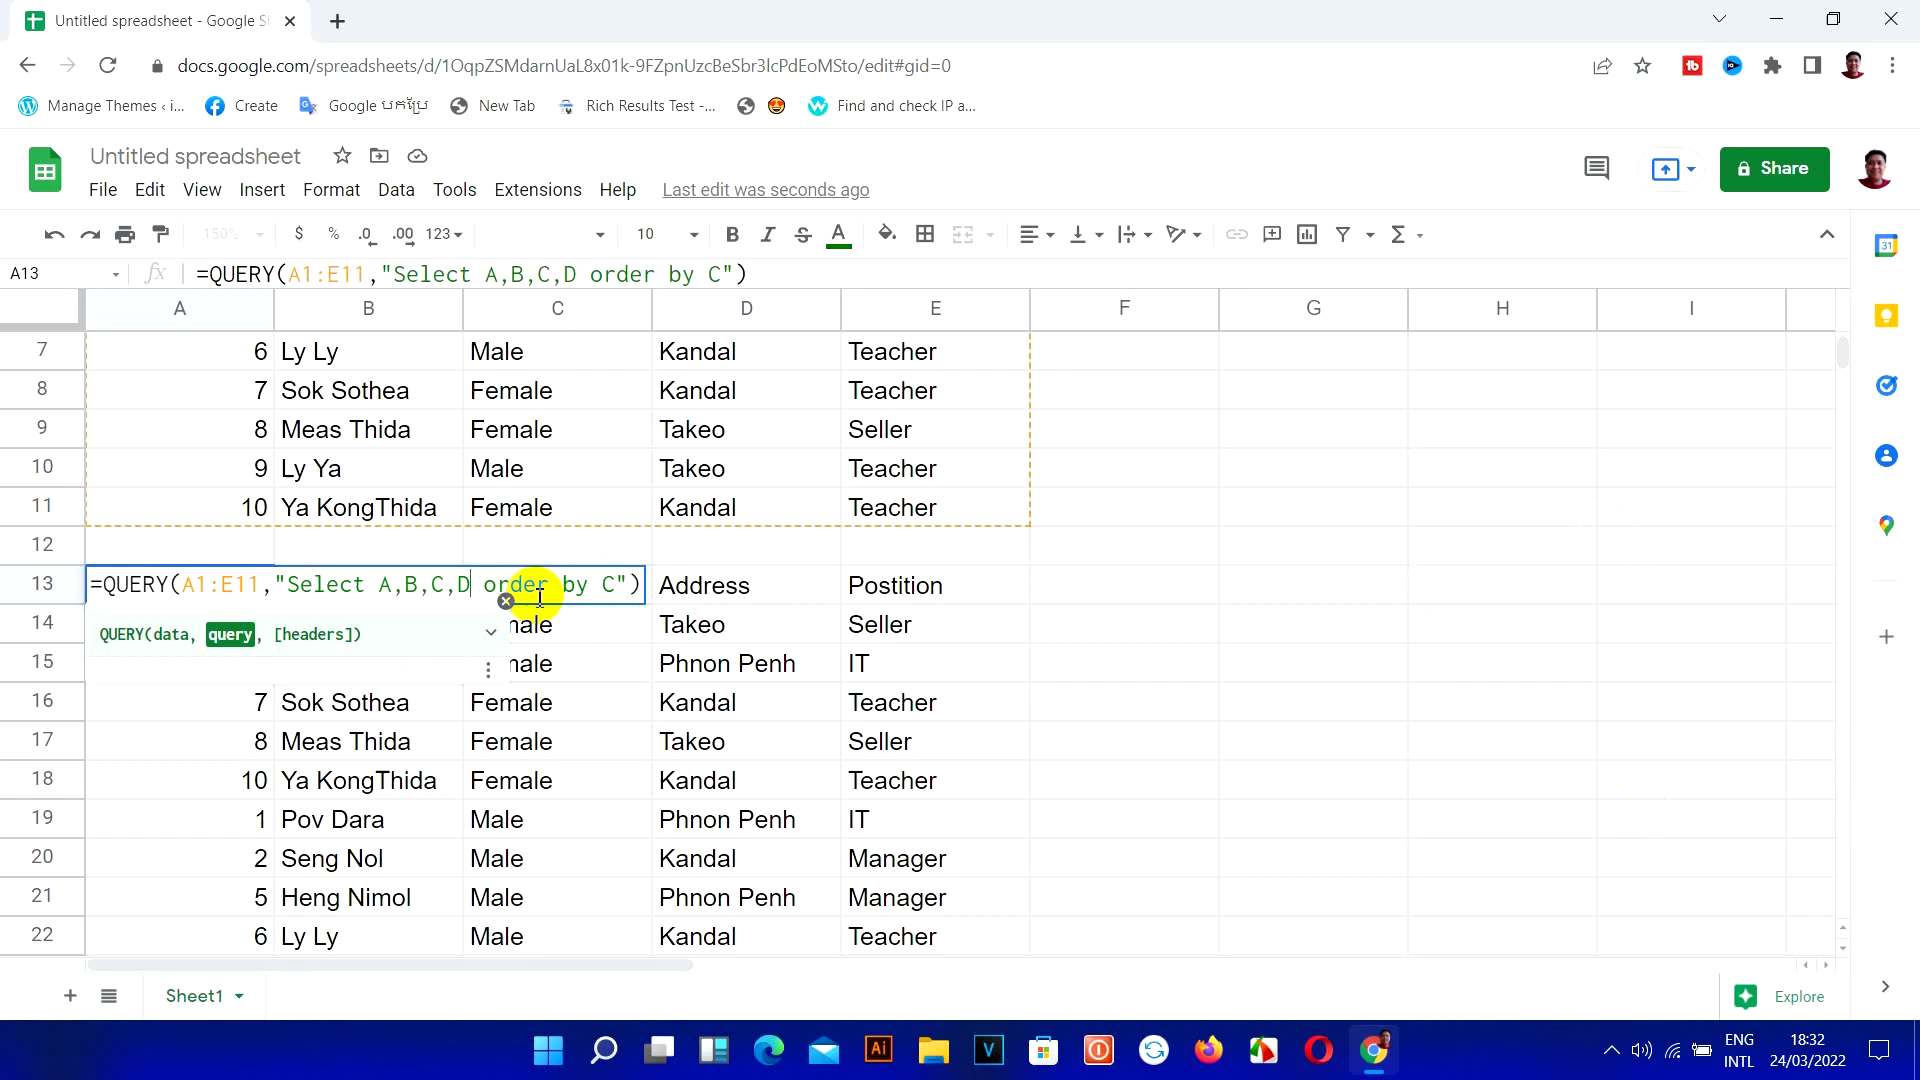 Untitled spreadsheet - Google S
docs.google.com/spreadsheets/d/1OqpZSMdarnUaL8x01k-9FZpnUzcBeSbr3lcPdEoMSto/edit#gid=0
Manage Themes ‹ i... Create Google បកប្រែ New Tab Rich Results Test -... Find and check IP a...
Untitled spreadsheet
File Edit View Insert Format Data Tools Extensions Help Last edit was seconds ago
Share
150% $ % .0 .00 123 10 B I S A Σ
A13 fx =QUERY(A1:E11,"Select A,B,C,D order by C")
A B C D E F G H I
7 6 Ly Ly Male Kandal Teacher
8 7 Sok Sothea Female Kandal Teacher
9 8 Meas Thida Female Takeo Seller
10 9 Ly Ya Male Takeo Teacher
11 10 Ya KongThida Female Kandal Teacher
12
13 =QUERY(A1:E11,"Select A,B,C,D order by C") Address Postition
14 QUERY(data, query, [headers]) male Takeo Seller
15 male Phnon Penh IT
16 7 Sok Sothea Female Kandal Teacher
17 8 Meas Thida Female Takeo Seller
18 10 Ya KongThida Female Kandal Teacher
19 1 Pov Dara Male Phnon Penh IT
20 2 Seng Nol Male Kandal Manager
21 5 Heng Nimol Male Phnon Penh Manager
22 6 Ly Ly Male Kandal Teacher
Sheet1 Explore
ENG 18:32
INTL 24/03/2022